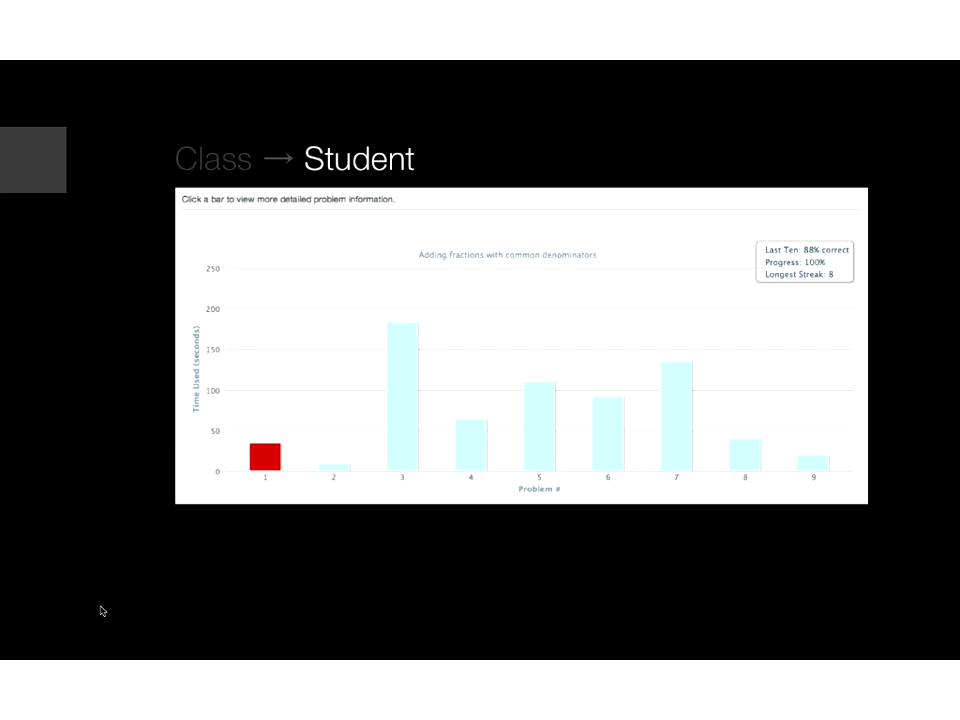 Class → Student
Click a bar to view more detailed problem information.
Adding fractions with common denominators
Last Ten: 88% correct
Progress: 100%
Longest Streak: 8
Time Used (seconds)
250
200
150
100
50
0
1 2 3 4 5 6 7 8 9
Problem #